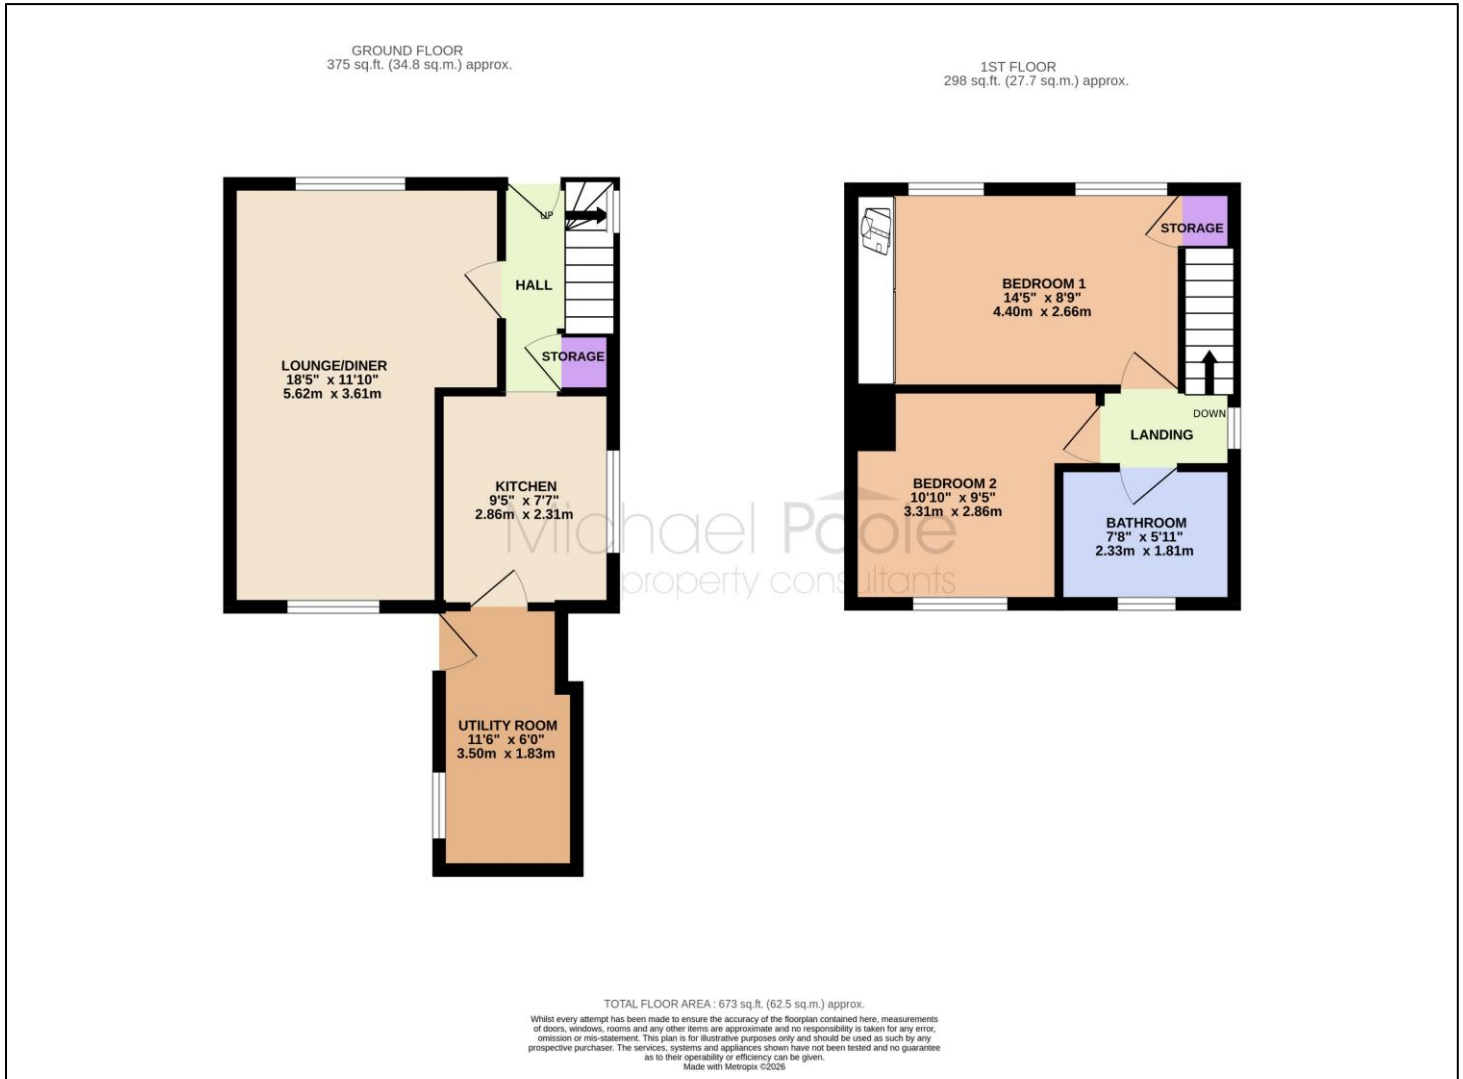 GROUND FLOOR
375 sq.ft. (34.8 sq.m.) approx.
1ST FLOOR
298 sq.ft. (27.7 sq.m.) approx.
UP
HALL
STORAGE
LOUNGE/DINER
18'5" x 11'10"
5.62m x 3.61m
KITCHEN
9'5" x 7'7"
2.86m x 2.31m
UTILITY ROOM
11'6" x 6'0"
3.50m x 1.83m
STORAGE
BEDROOM 1
14'5" x 8'9"
4.40m x 2.66m
DOWN
LANDING
BEDROOM 2
10'10" x 9'5"
3.31m x 2.86m
BATHROOM
7'8" x 5'11"
2.33m x 1.81m
Michael Poole
property consultants
TOTAL FLOOR AREA : 673 sq.ft. (62.5 sq.m.) approx.
Whilst every attempt has been made to ensure the accuracy of the floorplan contained here, measurements
of doors, windows, rooms and any other items are approximate and no responsibility is taken for any error,
omission or mis-statement. This plan is for illustrative purposes only and should be used as such by any
prospective purchaser. The services, systems and appliances shown have not been tested and no guarantee
as to their operability or efficiency can be given.
Made with Metropix ©2026